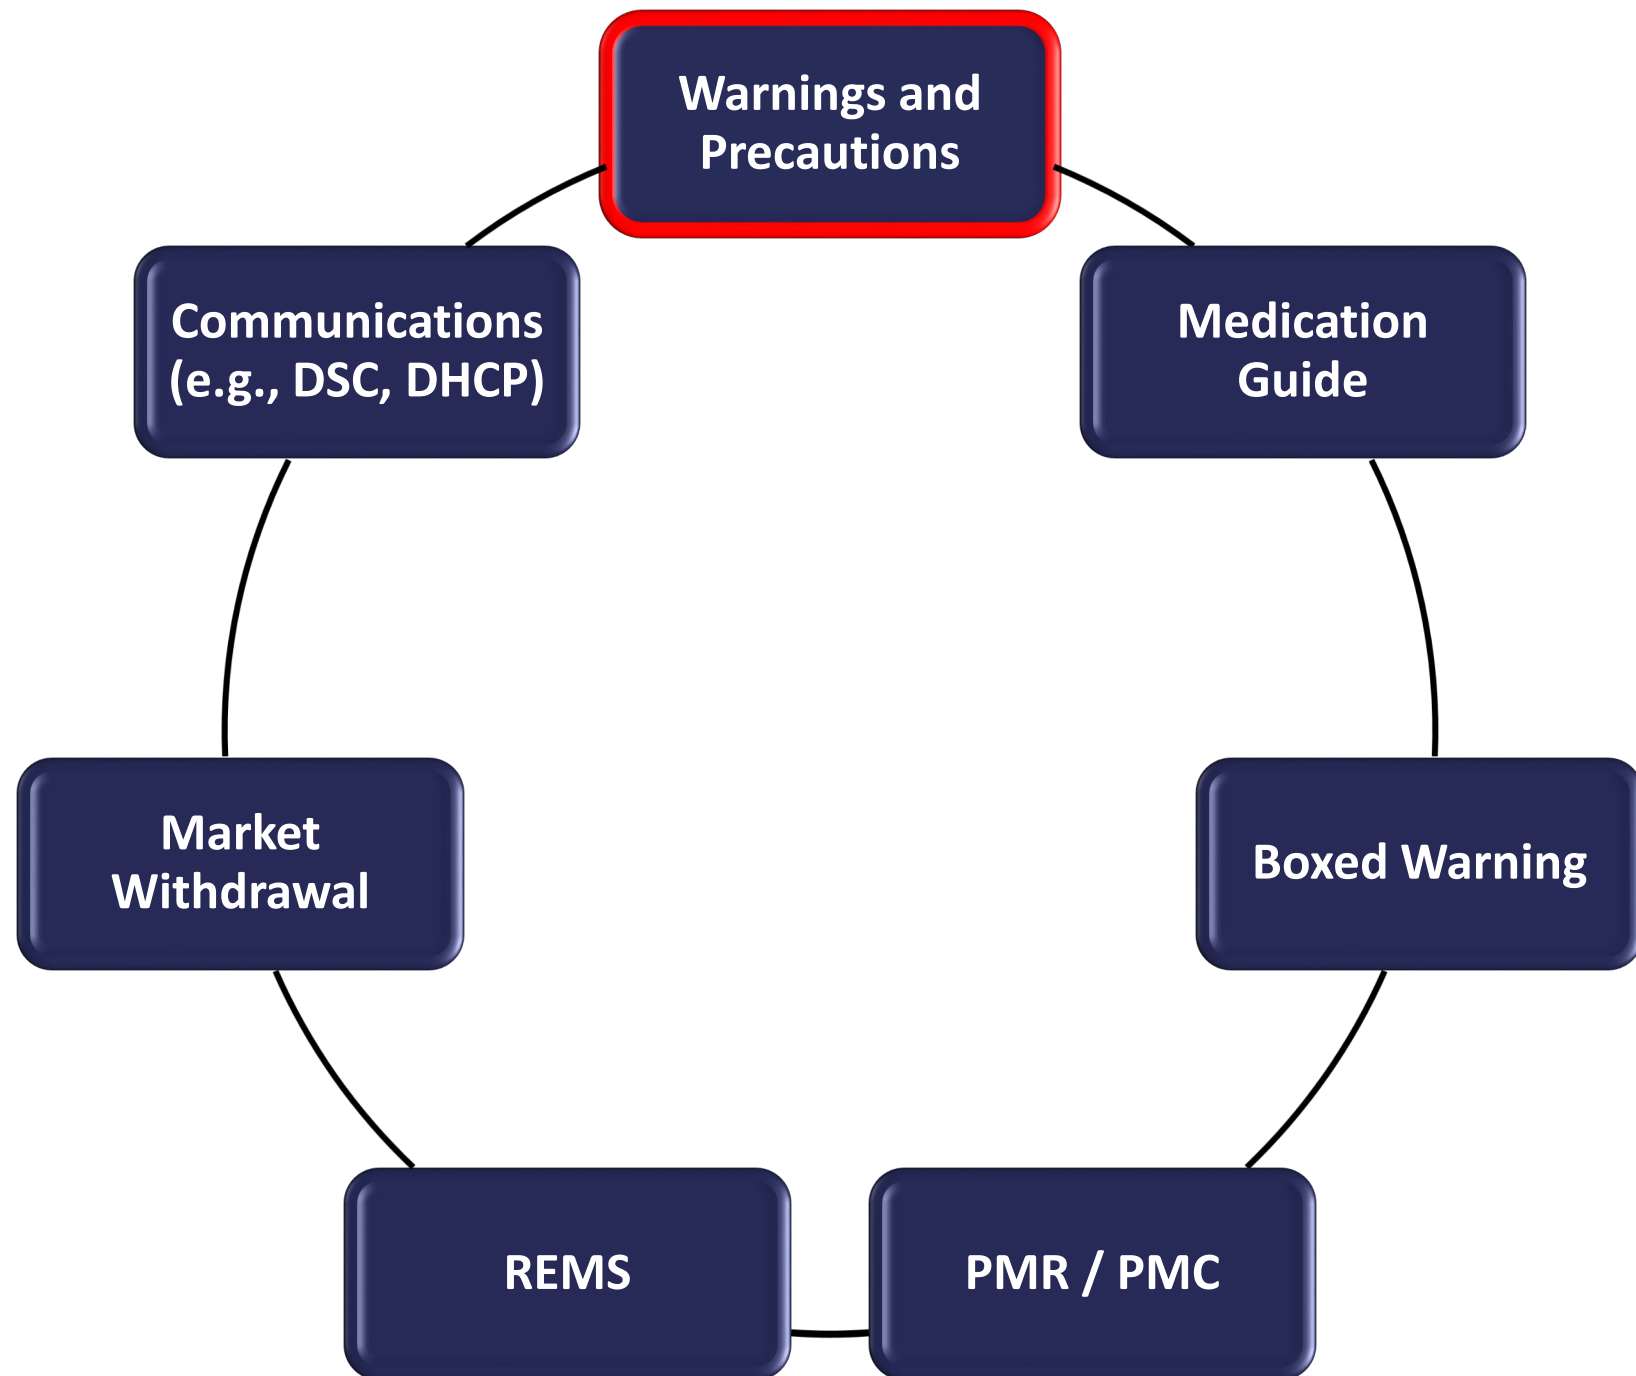 Warnings and
Precautions
Communications
(e.g., DSC, DHCP)
Medication
Guide
Market
Withdrawal
Boxed Warning
REMS
PMR / PMC